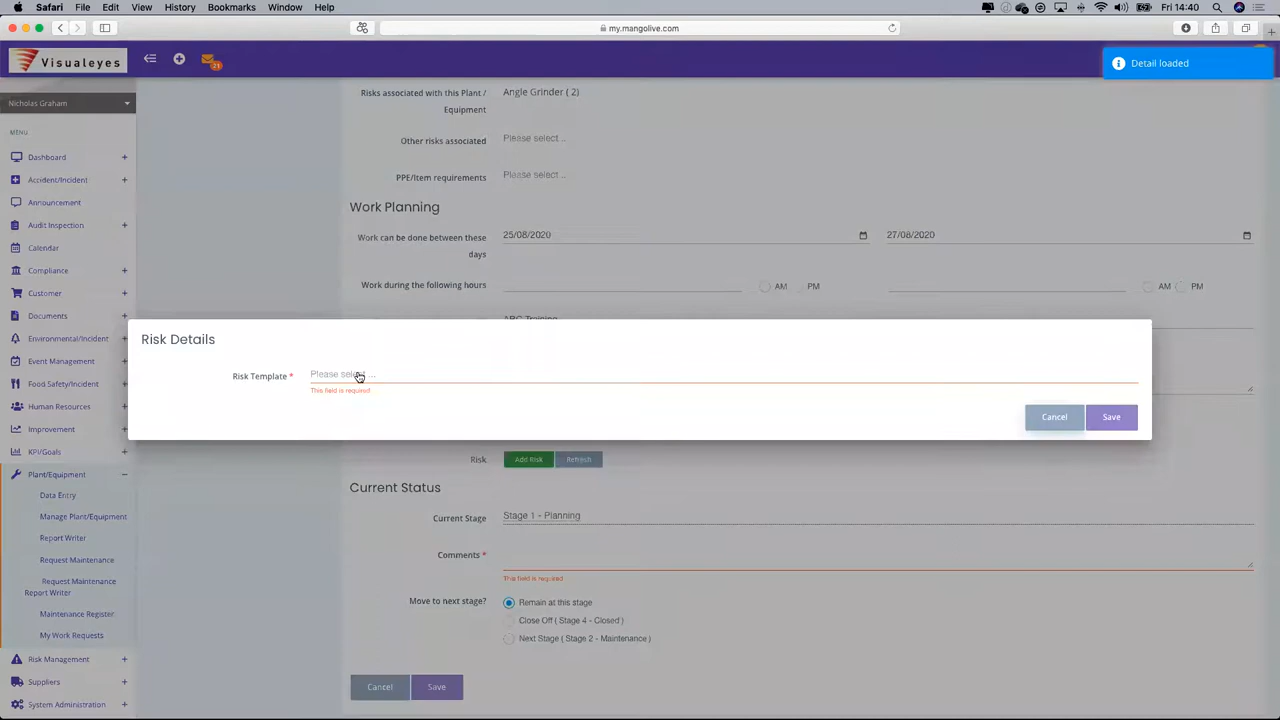 Safari File Edit View History Bookmarks Window Help Fri 14:40
my.mangolive.com
Visualeyes 21
Detail loaded
Nicholas Graham
MENU
Dashboard +
Accident/Incident +
Announcement
Audit Inspection +
Calendar
Compliance +
Customer +
Documents +
Environmental/Incident +
Event Management +
Food Safety/Incident +
Human Resources +
Improvement +
KPI/Goals +
Plant/Equipment −
Data Entry
Manage Plant/Equipment
Report Writer
Request Maintenance
Request Maintenance
Report Writer
Maintenance Register
My Work Requests
Risk Management +
Suppliers +
System Administration +
Risks associated with this Plant / Angle Grinder ( 2)
Equipment
Other risks associated Please select ...
PPE/Item requirements Please select ...
Work Planning
Work can be done between these 25/08/2020 27/08/2020
days
Work during the following hours AM PM AM PM
ABC Training
Risk Details
Risk Template * Please select ...
This field is required
Cancel Save
Risk Add Risk Refresh
Current Status
Current Stage Stage 1 - Planning
Comments *
This field is required
Move to next stage? Remain at this stage
Close Off ( Stage 4 - Closed )
Next Stage ( Stage 2 - Maintenance )
Cancel Save